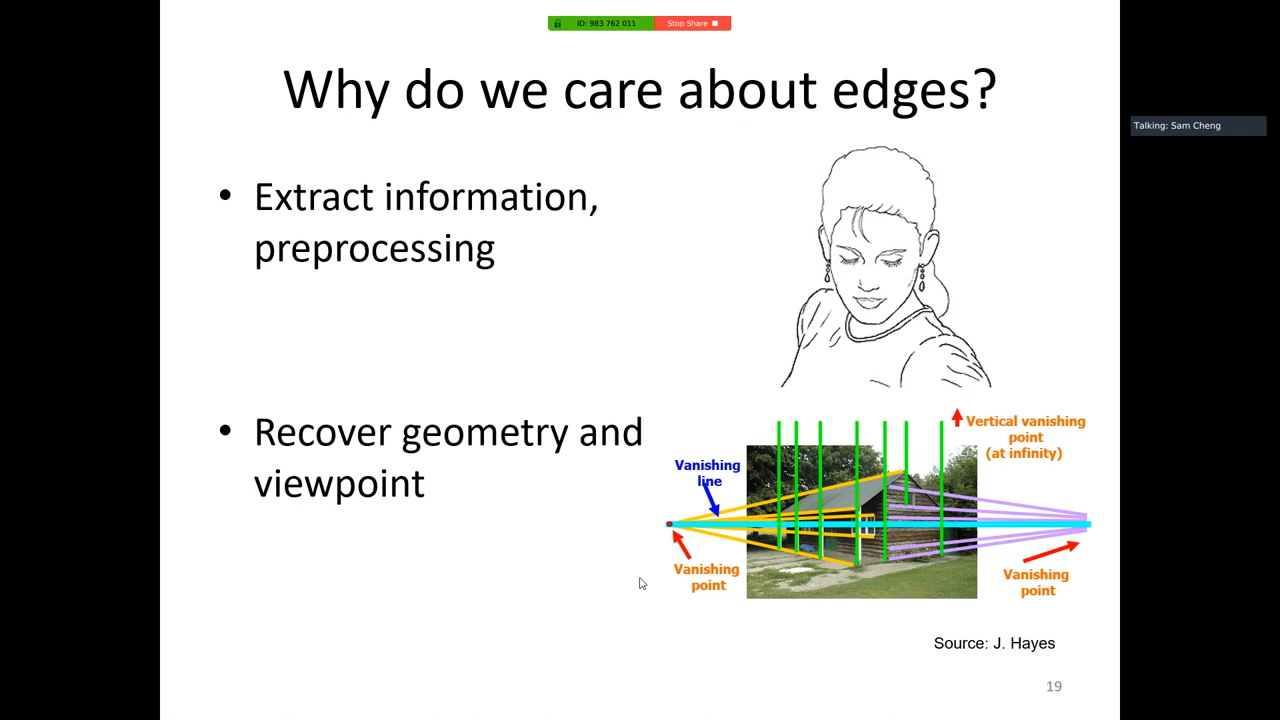 ID: 983 762 011
Stop Share
Why do we care about edges?
Talking: Sam Cheng
• Extract information,
preprocessing
• Recover geometry and
viewpoint
Vertical vanishing
point
(at infinity)
Vanishing
line
Vanishing
point
Vanishing
point
Source: J. Hayes
19